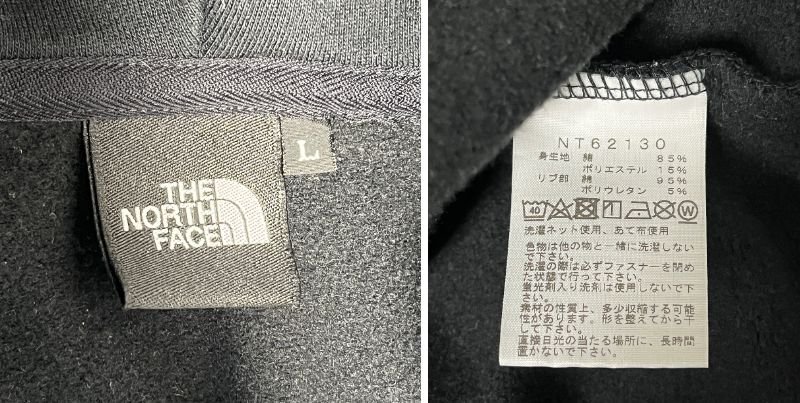 THE
NORTH
FACE
L
NT62130
身生地 綿 85%
ポリエステル 15%
リブ部 綿 95%
ポリウレタン 5%
40 W
洗濯ネット使用、あて布使用
色物は他の物と一緒に洗濯しない
で下さい。
洗濯の際は必ずファスナーを閉め
た状態で行って下さい。
蛍光剤入り洗剤は使用しないで下
さい。
素材の性質上、多少収縮する可能
性があります。形を整えてから干
して下さい。
直接日光の当たる場所に、長時間
置かないで下さい。